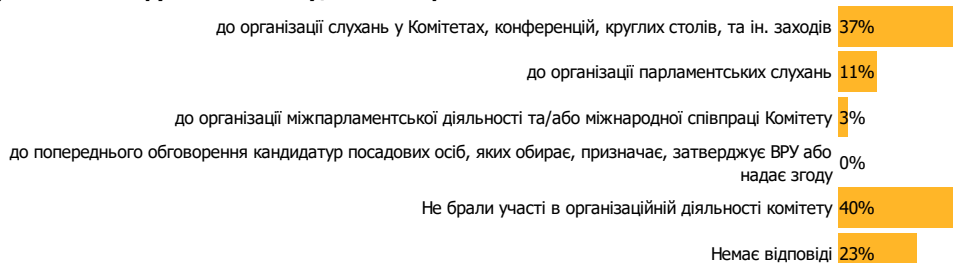 до організації слухань у Комітетах, конференцій, круглих столів, та ін. заходів 37%
до організації парламентських слухань 11%
до організації міжпарламентської діяльності та/або міжнародної співпраці Комітету 3%
до попереднього обговорення кандидатур посадових осіб, яких обирає, призначає, затверджує ВРУ або
надає згоду 0%
Не брали участі в організаційній діяльності комітету 40%
Немає відповіді 23%